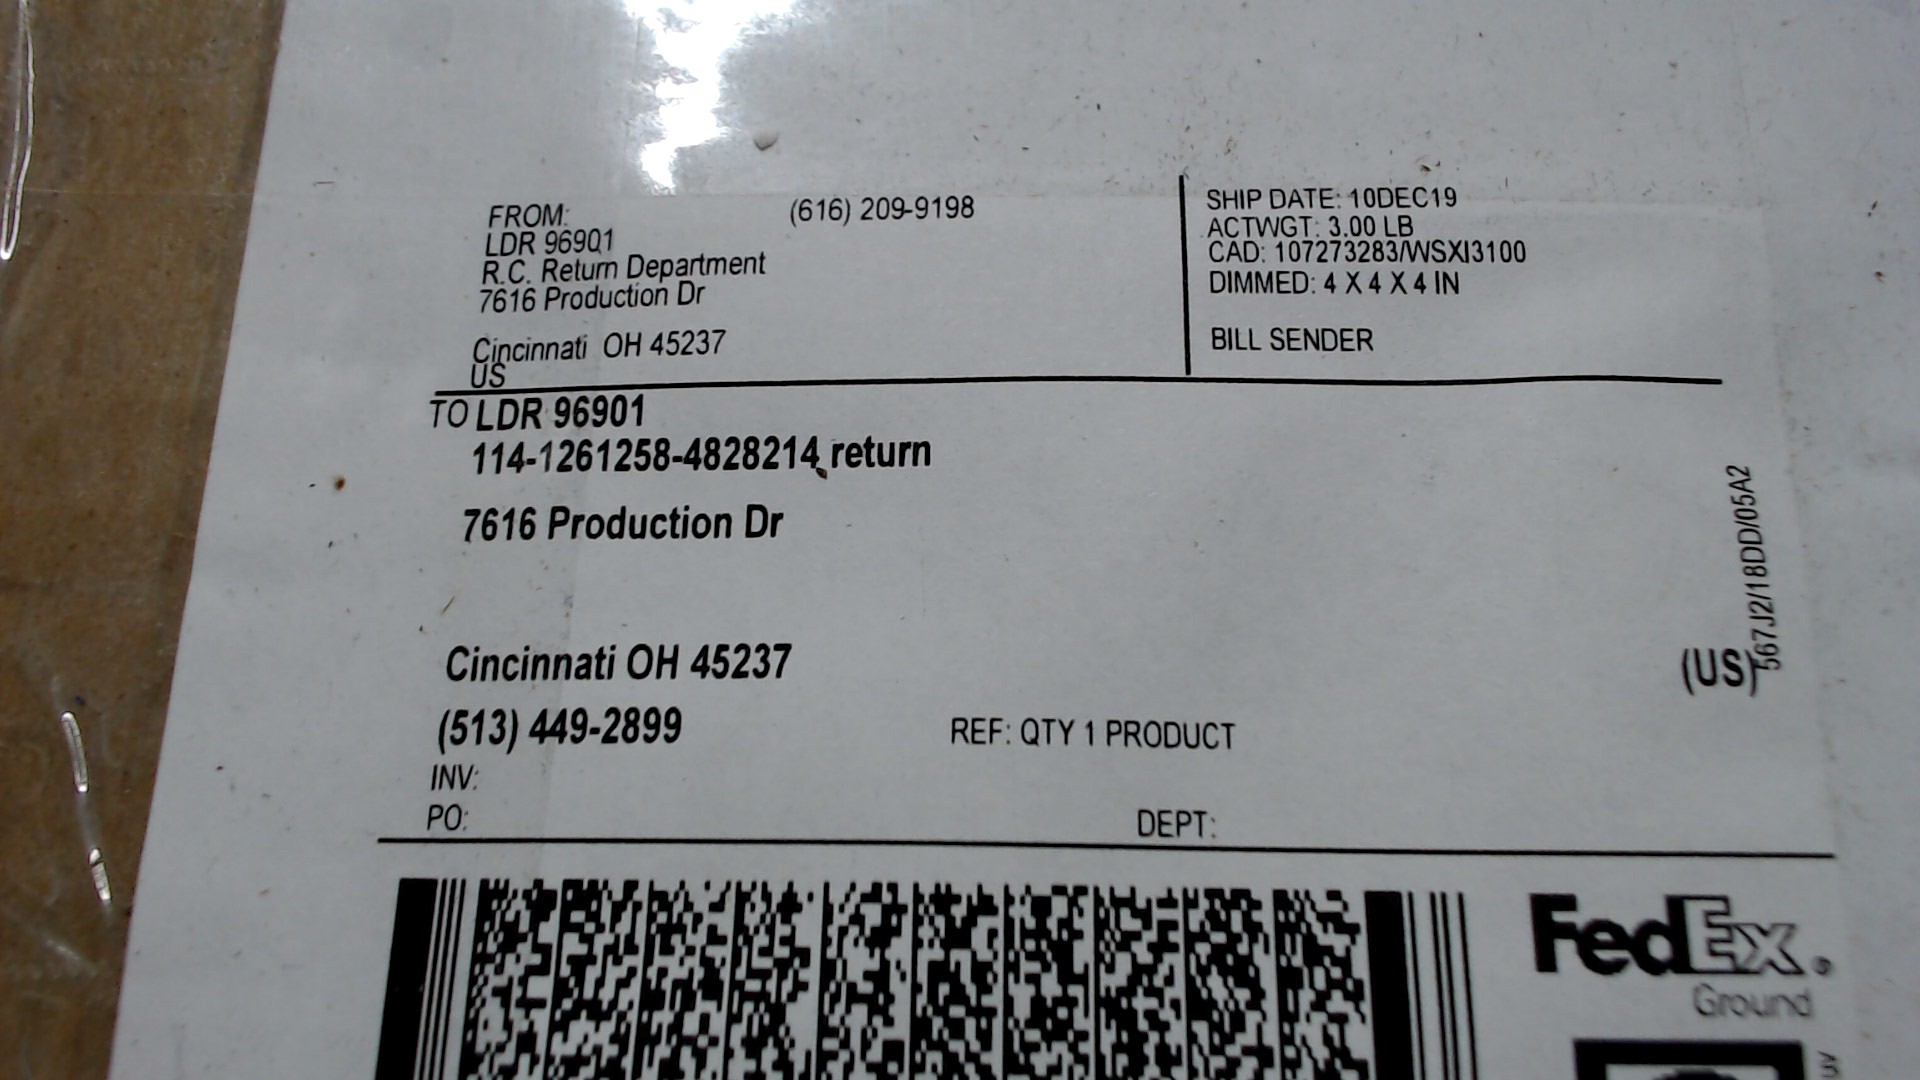 FROM: (616) 209-9198
LDR 96901
R.C. Return Department
7616 Production Dr
Cincinnati OH 45237
US
SHIP DATE: 10DEC19
ACTWGT: 3.00 LB
CAD: 107273283/WSXI3100
DIMMED: 4 X 4 X 4 IN
BILL SENDER
TO LDR 96901
114-1261258-4828214 return
7616 Production Dr
Cincinnati OH 45237
(US)
(513) 449-2899 REF: QTY 1 PRODUCT
INV:
PO: DEPT:
567J2/18DD/05A2
FedEx
Ground